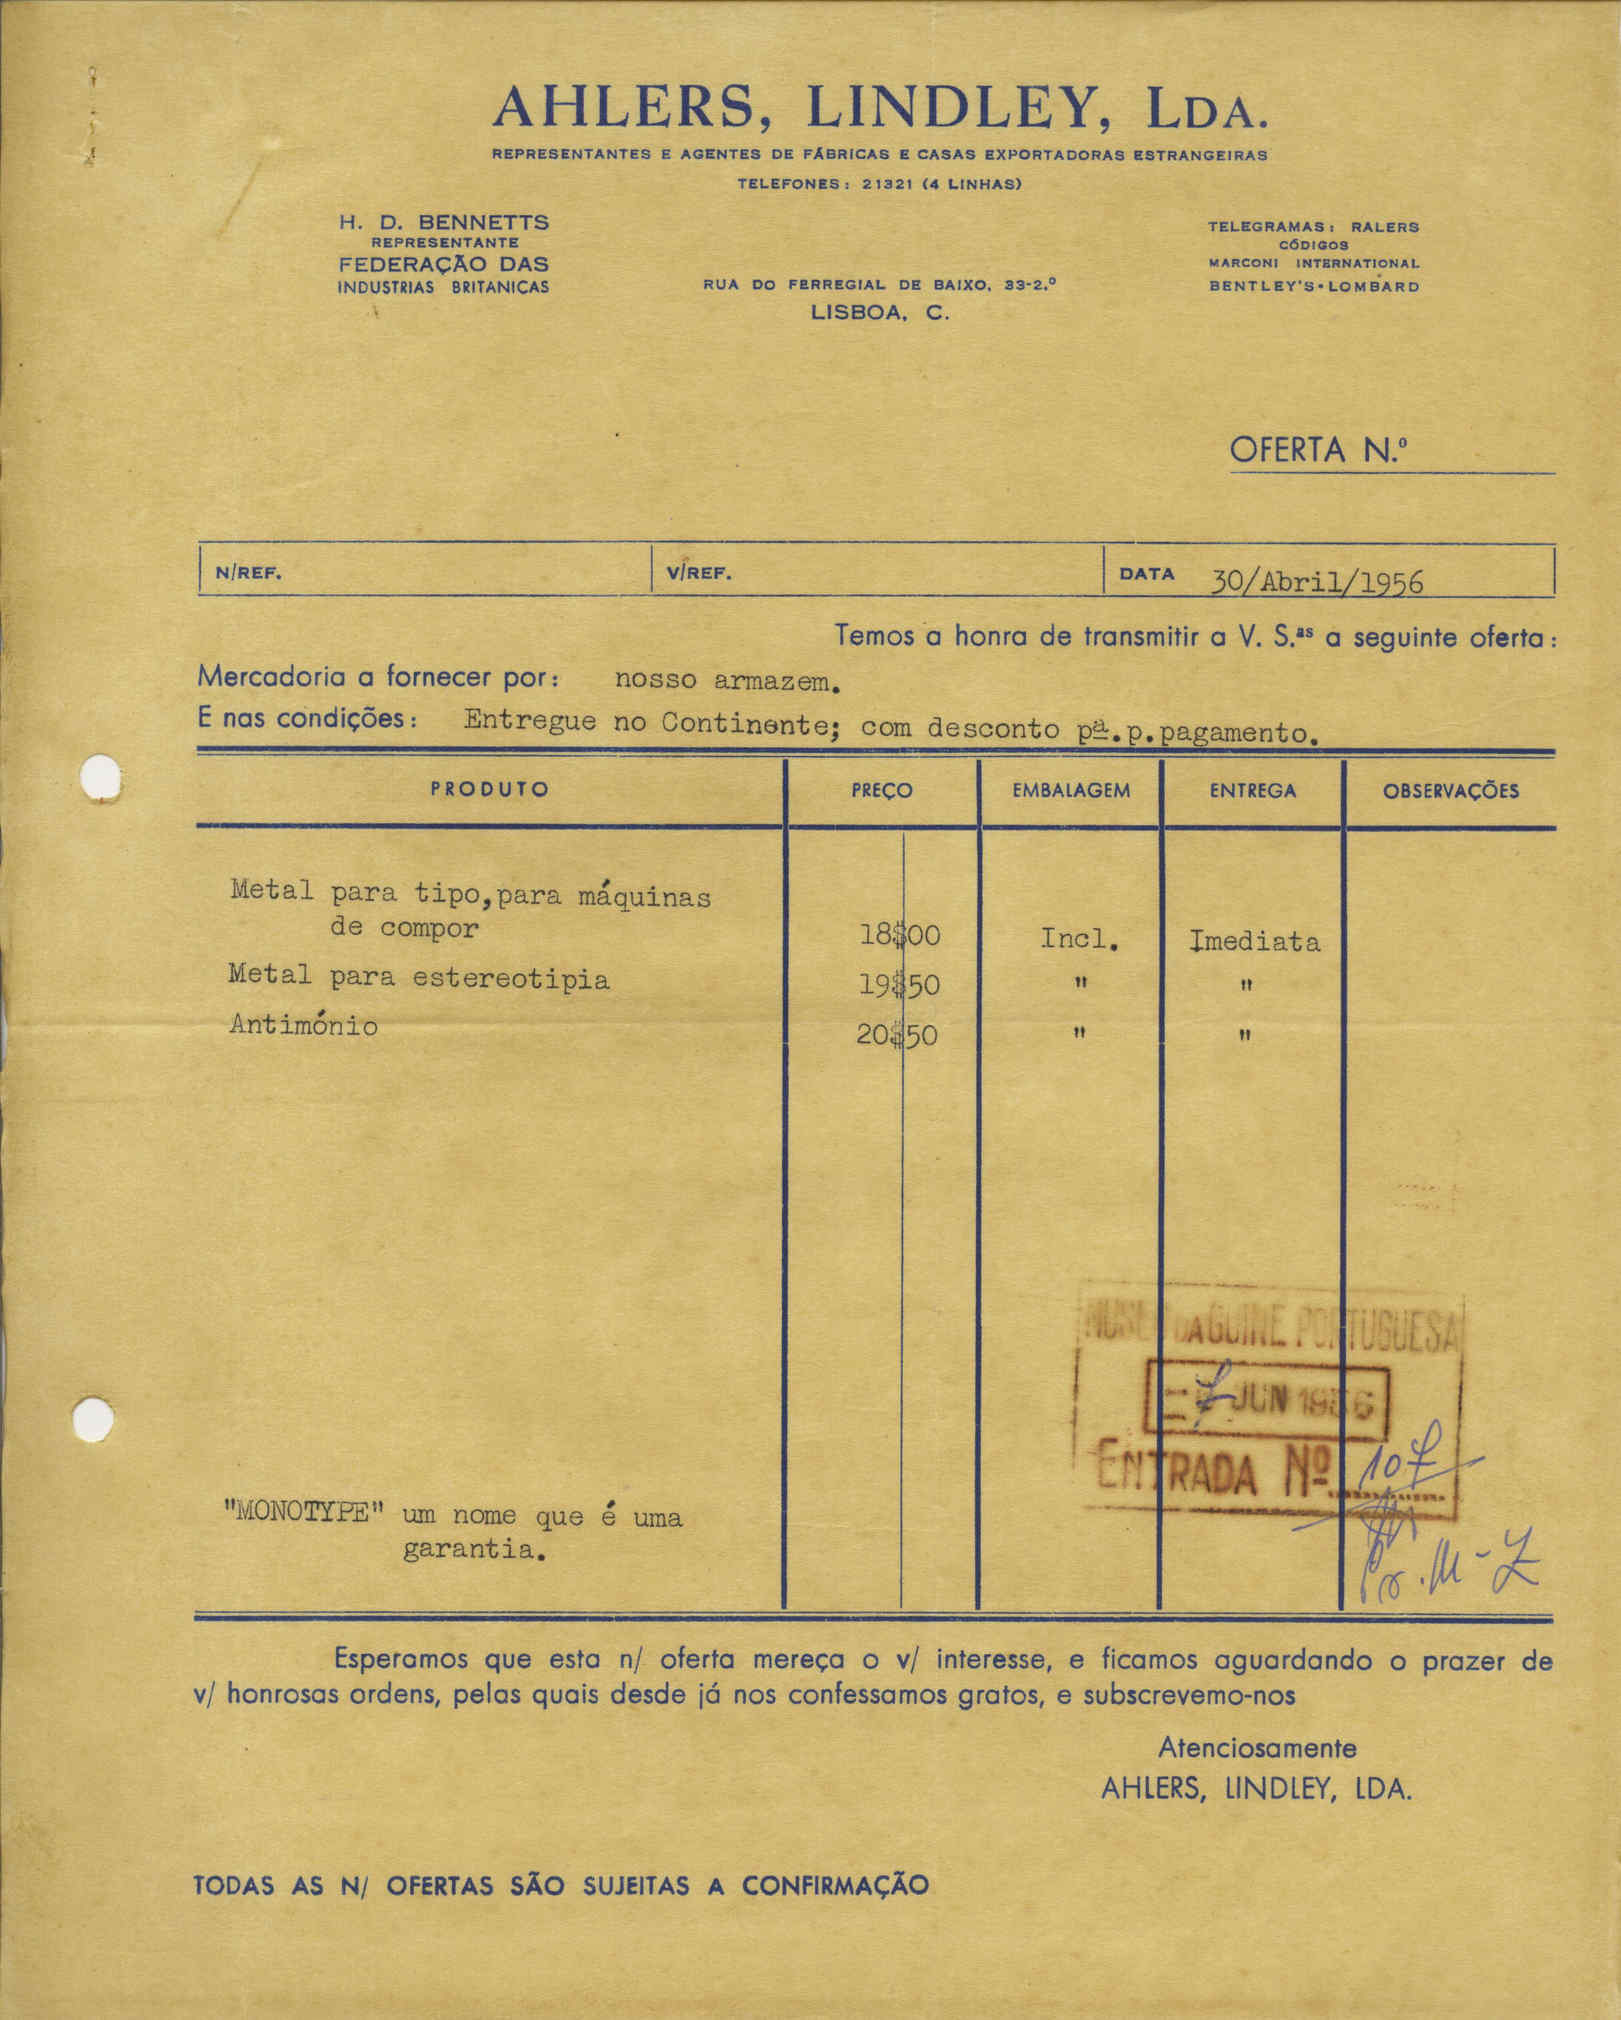 AHLERS, LINDLEY, LDA.
REPRESENTANTES E AGENTES DE FÁBRICAS E CASAS EXPORTADORAS ESTRANGEIRAS
TELEFONES: 21321 (4 LINHAS)
H. D. BENNETTS
REPRESENTANTE
FEDERAÇÃO DAS
INDUSTRIAS BRITANICAS
RUA DO FERREGIAL DE BAIXO, 33-2.º
LISBOA, C.
TELEGRAMAS: RALERS
CÓDIGOS
MARCONI INTERNATIONAL
BENTLEY'S•LOMBARD
OFERTA N.º
N/REF. V/REF. DATA 30/Abril/1956
Temos a honra de transmitir a V. S.as a seguinte oferta:
Mercadoria a fornecer por: nosso armazem.
E nas condições: Entregue no Continente; com desconto pª.p.pagamento.
PRODUTO PREÇO EMBALAGEM ENTREGA OBSERVAÇÕES
Metal para tipo,para máquinas
de compor 18$00 Incl. Imediata
Metal para estereotipia 19$50 " "
Antimónio 20$50 " "
MUSEU DA GUINE PORTUGUESA
7 JUN 1956
ENTRADA Nº 107
"MONOTYPE" um nome que é uma
garantia.
Esperamos que esta n/ oferta mereça o v/ interesse, e ficamos aguardando o prazer de
v/ honrosas ordens, pelas quais desde já nos confessamos gratos, e subscrevemo-nos
Atenciosamente
AHLERS, LINDLEY, LDA.
TODAS AS N/ OFERTAS SÃO SUJEITAS A CONFIRMAÇÃO